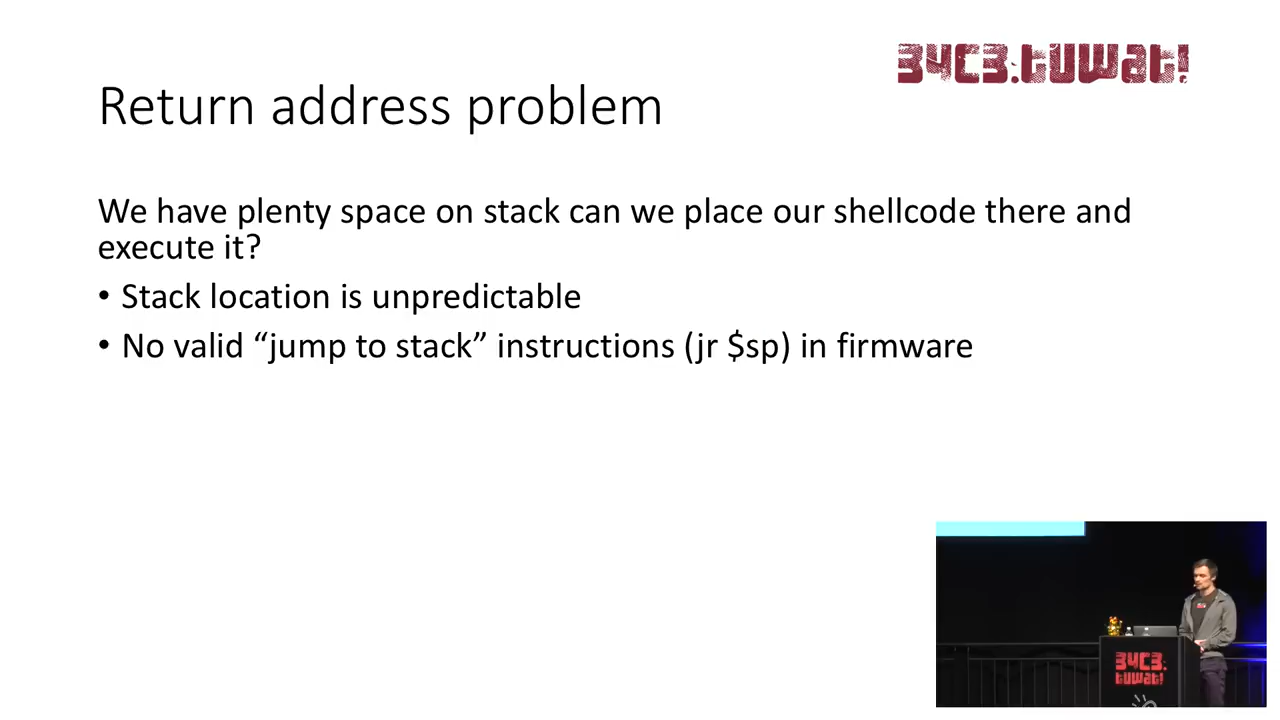 34C3.tuwat!
Return address problem
We have plenty space on stack can we place our shellcode there and
execute it?
• Stack location is unpredictable
• No valid “jump to stack” instructions (jr $sp) in firmware
34C3.
tuwat!